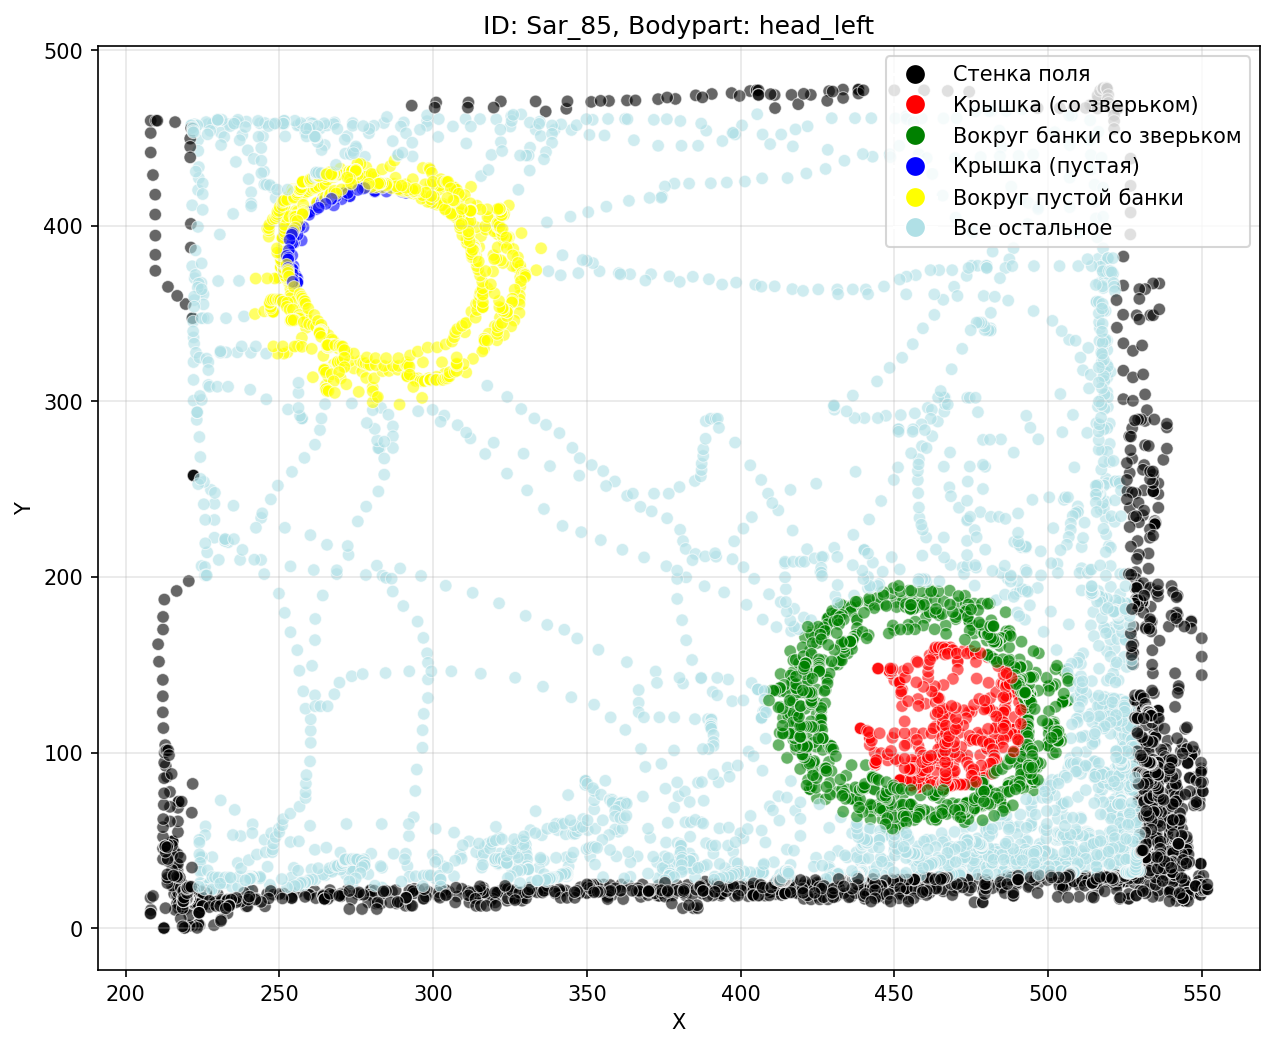 ID: Sar_85, Bodypart: head_left
500
400
300
200
100
0
Y
Стенка поля
Крышка (со зверьком)
Вокруг банки со зверьком
Крышка (пустая)
Вокруг пустой банки
Все остальное
200 250 300 350 400 450 500 550
X